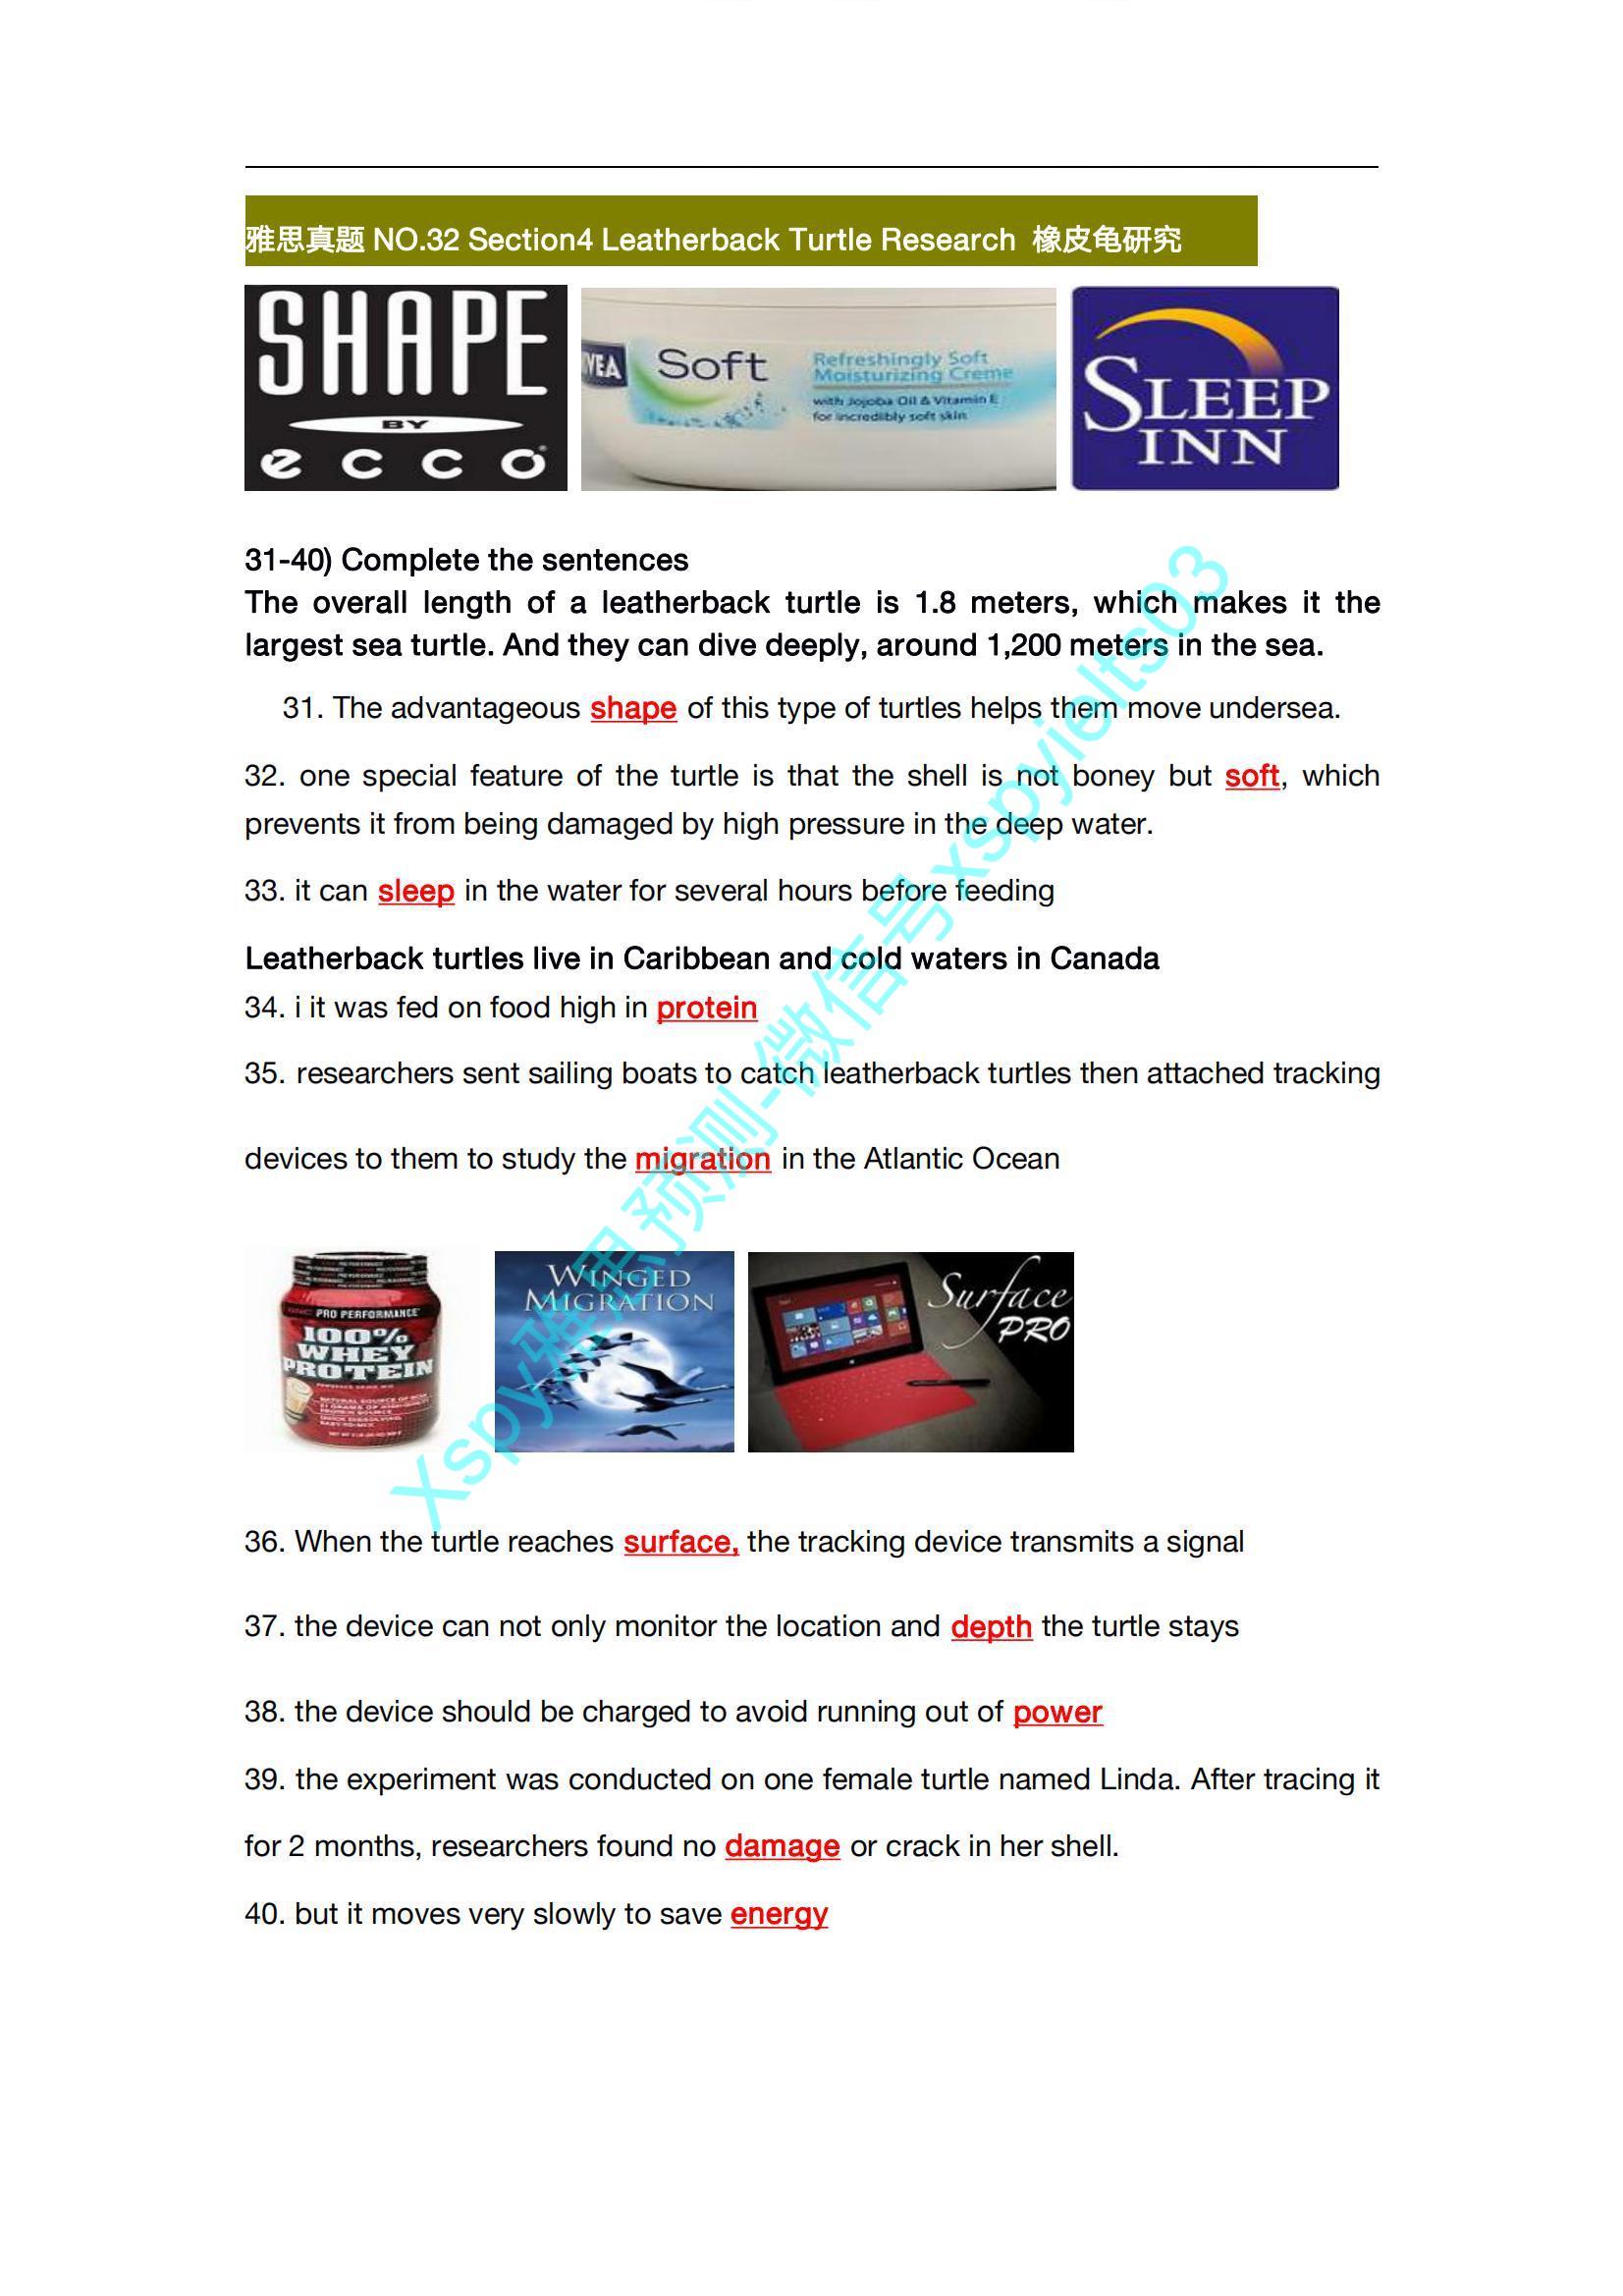 雅思真题 NO.32 Section4 Leatherback Turtle Research 橡皮龟研究
SHAPE
BY
ecco
VEA Soft
Refreshingly Soft
Moisturizing Creme
with Jojoba Oil & Vitamin E
for incredibly soft skin
SLEEP
INN
31-40) Complete the sentences
The overall length of a leatherback turtle is 1.8 meters, which makes it the
largest sea turtle. And they can dive deeply, around 1,200 meters in the sea.
31. The advantageous shape of this type of turtles helps them move undersea.
32. one special feature of the turtle is that the shell is not boney but soft, which
prevents it from being damaged by high pressure in the deep water.
33. it can sleep in the water for several hours before feeding
Leatherback turtles live in Caribbean and cold waters in Canada
34. i it was fed on food high in protein
35. researchers sent sailing boats to catch leatherback turtles then attached tracking
devices to them to study the migration in the Atlantic Ocean
GNC PRO PERFORMANCE
100%
WHEY
PROTEIN
WINGED
MIGRATION
Surface
PRO
36. When the turtle reaches surface, the tracking device transmits a signal
37. the device can not only monitor the location and depth the turtle stays
38. the device should be charged to avoid running out of power
39. the experiment was conducted on one female turtle named Linda. After tracing it
for 2 months, researchers found no damage or crack in her shell.
40. but it moves very slowly to save energy
Xspy雅思预测-微信号xspyielts03